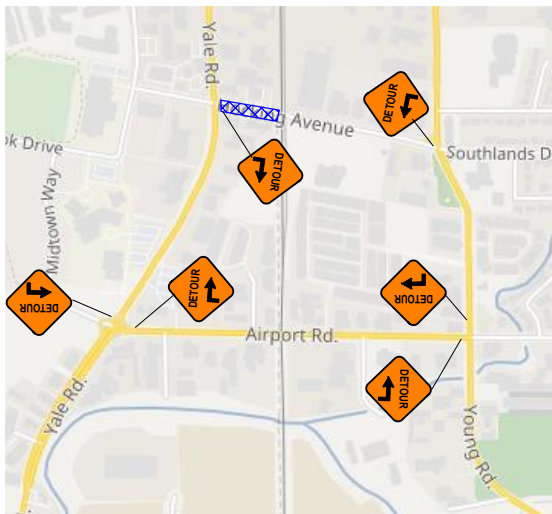 Yale Rd.
g Avenue
DETOUR
ok Drive
Southlands D
DETOUR
Midtown Way
DETOUR
DETOUR
DETOUR
Airport Rd.
DETOUR
Yale Rd.
Young Rd.